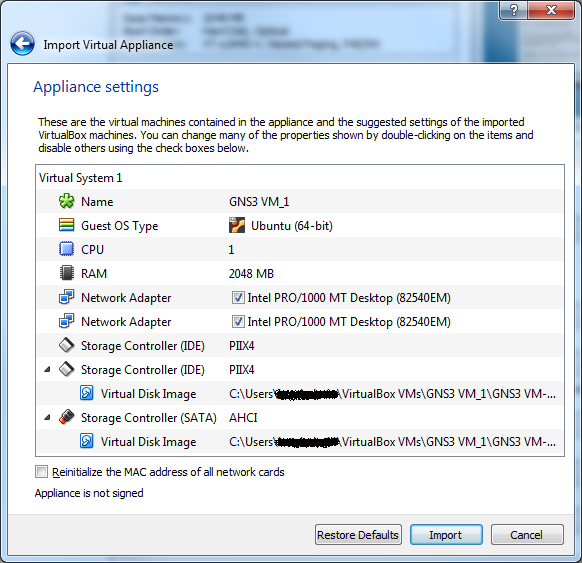 Import Virtual Appliance
Appliance settings
These are the virtual machines contained in the appliance and the suggested settings of the imported
VirtualBox machines. You can change many of the properties shown by double-clicking on the items and
disable others using the check boxes below.
Virtual System 1
Name GNS3 VM_1
Guest OS Type Ubuntu (64-bit)
CPU 1
RAM 2048 MB
Network Adapter Intel PRO/1000 MT Desktop (82540EM)
Network Adapter Intel PRO/1000 MT Desktop (82540EM)
Storage Controller (IDE) PIIX4
Storage Controller (IDE) PIIX4
Virtual Disk Image C:\Users\ \VirtualBox VMs\GNS3 VM_1\GNS3 VM-...
Storage Controller (SATA) AHCI
Virtual Disk Image C:\Users\ \VirtualBox VMs\GNS3 VM_1\GNS3 VM-...
Reinitialize the MAC address of all network cards
Appliance is not signed
Restore Defaults Import Cancel